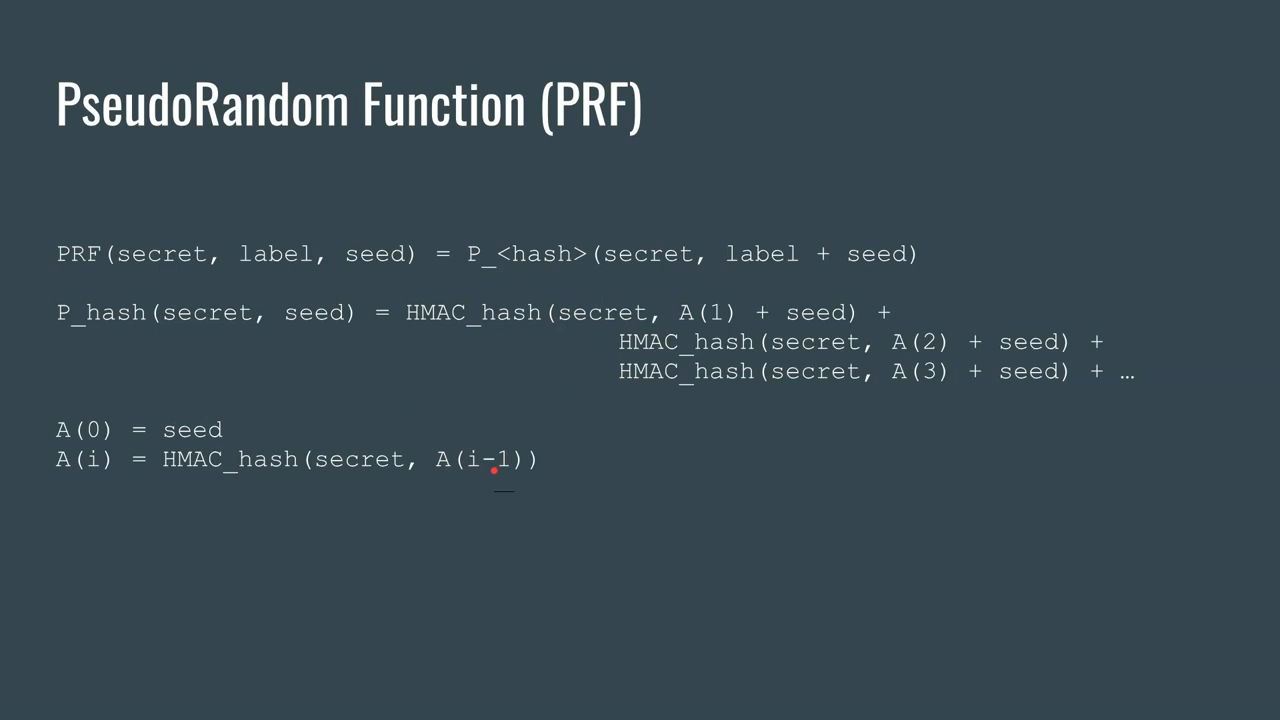 PseudoRandom Function (PRF)
PRF(secret, label, seed) = P_<hash>(secret, label + seed)
P_hash(secret, seed) = HMAC_hash(secret, A(1) + seed) +
HMAC_hash(secret, A(2) + seed) +
HMAC_hash(secret, A(3) + seed) + …
A(0) = seed
A(i) = HMAC_hash(secret, A(i-1))